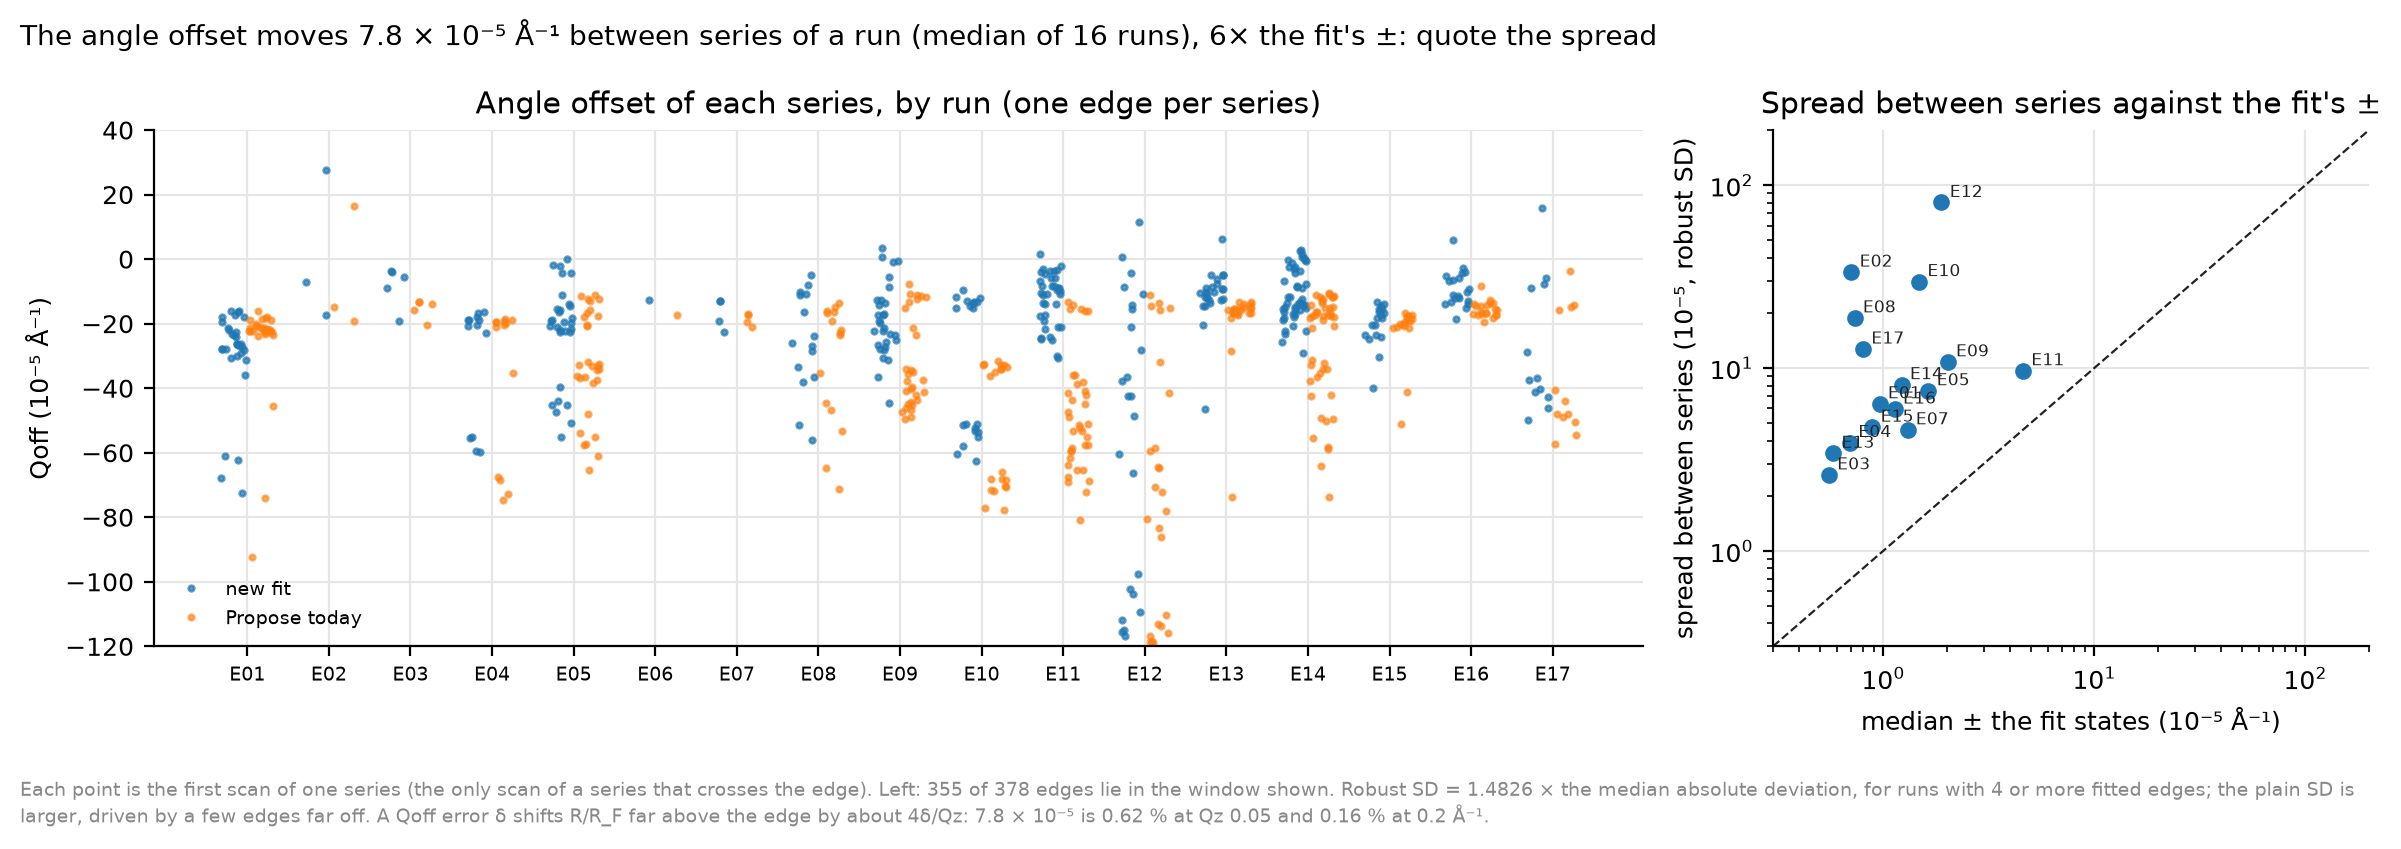 The angle offset moves 7.8 × 10⁻⁵ Å⁻¹ between series of a run (median of 16 runs), 6× the fit's ±: quote the spread
Angle offset of each series, by run (one edge per series)
Qoff (10⁻⁵ Å⁻¹)
40
20
0
−20
−40
−60
−80
−100
−120
new fit
Propose today
E01 E02 E03 E04 E05 E06 E07 E08 E09 E10 E11 E12 E13 E14 E15 E16 E17
Spread between series against the fit's ±
spread between series (10⁻⁵, robust SD)
10²
10¹
10⁰
E12
E02
E10
E08
E17
E09
E11
E14
E05
E01
E16
E15
E07
E04
E13
E03
10⁰ 10¹ 10²
median ± the fit states (10⁻⁵ Å⁻¹)
Each point is the first scan of one series (the only scan of a series that crosses the edge). Left: 355 of 378 edges lie in the window shown. Robust SD = 1.4826 × the median absolute deviation, for runs with 4 or more fitted edges; the plain SD is
larger, driven by a few edges far off. A Qoff error δ shifts R/R_F far above the edge by about 4δ/Qz: 7.8 × 10⁻⁵ is 0.62 % at Qz 0.05 and 0.16 % at 0.2 Å⁻¹.